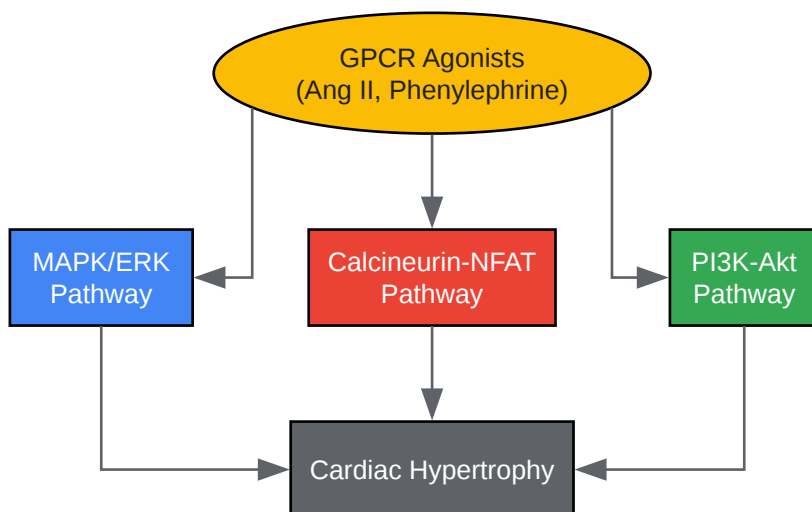 GPCR Agonists
(Ang II, Phenylephrine)
MAPK/ERK
Pathway
Calcineurin-NFAT
Pathway
PI3K-Akt
Pathway
Cardiac Hypertrophy